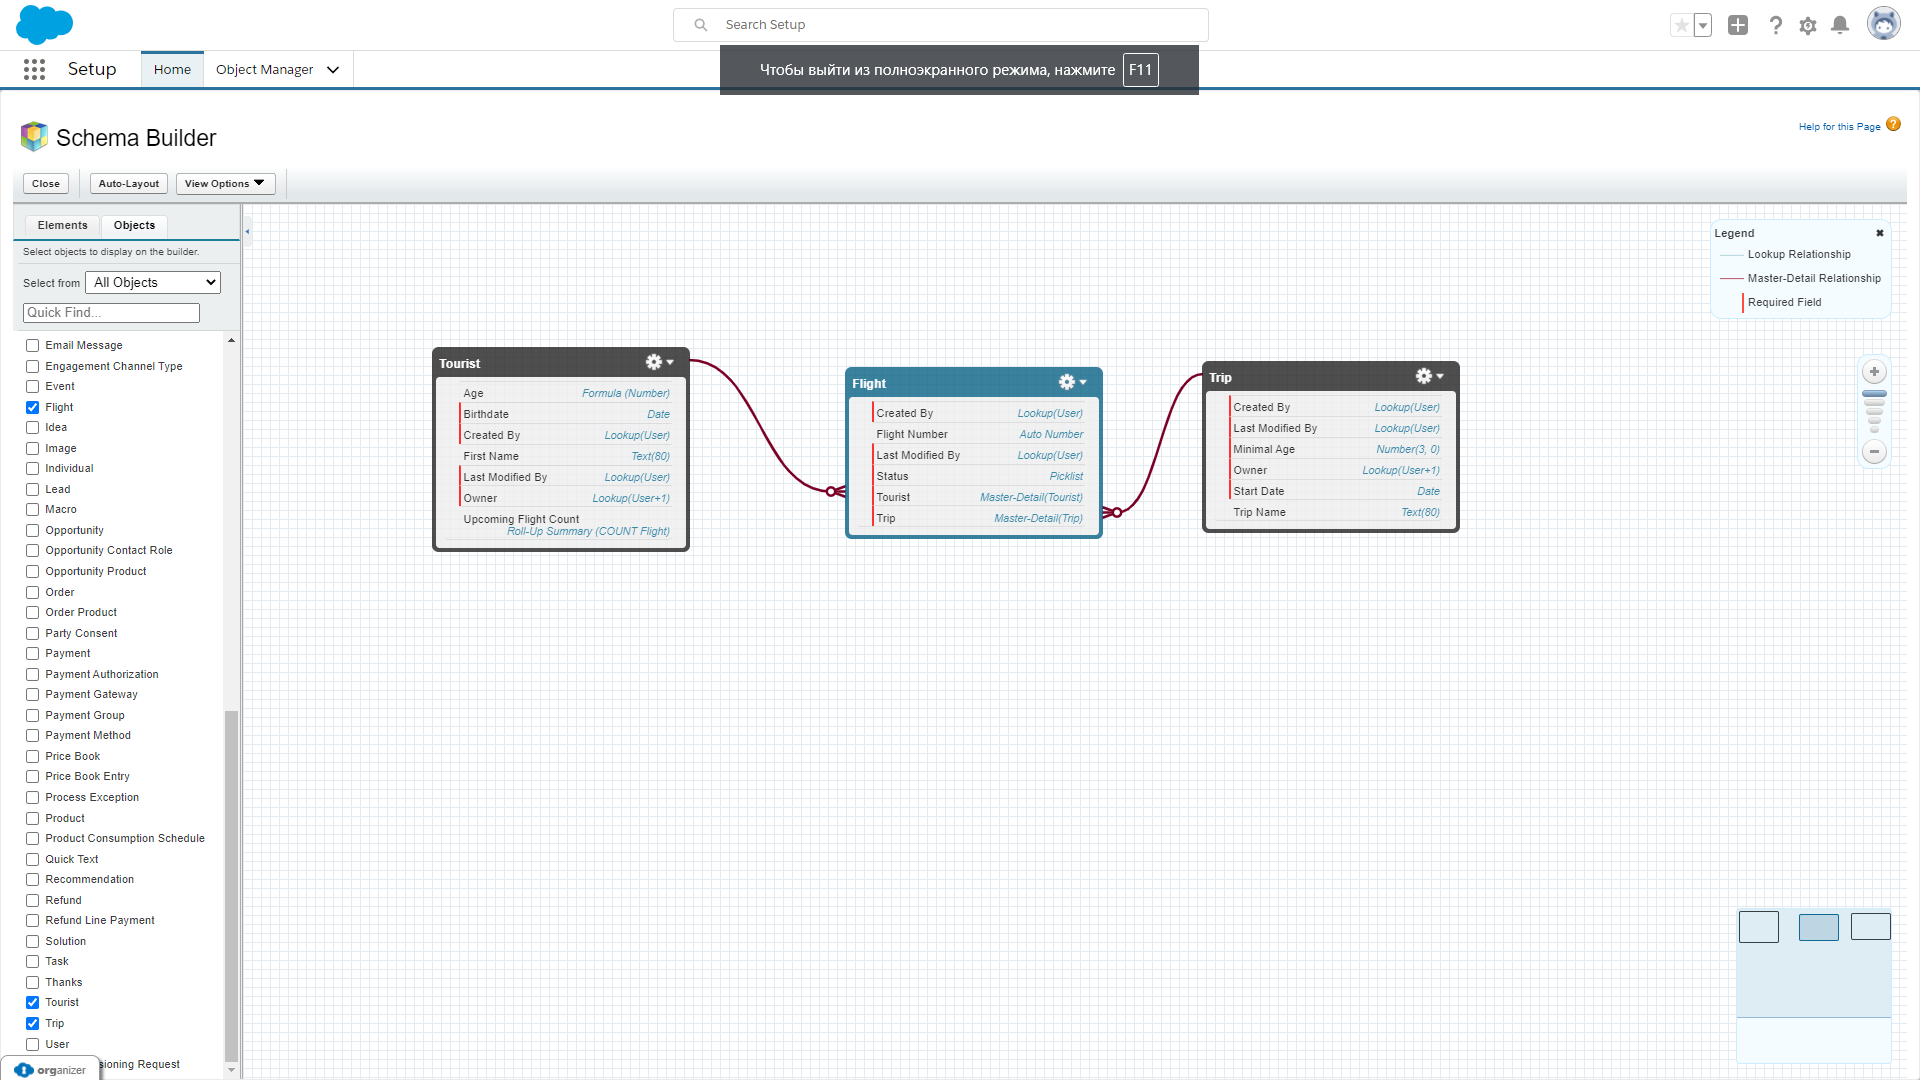 Search Setup
Setup
Home
Object Manager
Чтобы выйти из полноэкранного режима, нажмите F11
Schema Builder
Help for this Page
?
Close
Auto-Layout
View Options
Elements
Objects
Select objects to display on the builder.
Select from
All Objects
Quick Find...
Email Message
Engagement Channel Type
Event
Flight
Idea
Image
Individual
Lead
Macro
Opportunity
Opportunity Contact Role
Opportunity Product
Order
Order Product
Party Consent
Payment
Payment Authorization
Payment Gateway
Payment Group
Payment Method
Price Book
Price Book Entry
Process Exception
Product
Product Consumption Schedule
Quick Text
Recommendation
Refund
Refund Line Payment
Solution
Task
Thanks
Tourist
Trip
User
sioning Request
organizer
Tourist
Age Formula (Number)
Birthdate Date
Created By Lookup(User)
First Name Text(80)
Last Modified By Lookup(User)
Owner Lookup(User+1)
Upcoming Flight Count
Roll-Up Summary (COUNT Flight)
Flight
Created By Lookup(User)
Flight Number Auto Number
Last Modified By Lookup(User)
Status Picklist
Tourist Master-Detail(Tourist)
Trip Master-Detail(Trip)
Trip
Created By Lookup(User)
Last Modified By Lookup(User)
Minimal Age Number(3, 0)
Owner Lookup(User+1)
Start Date Date
Trip Name Text(80)
Legend
Lookup Relationship
Master-Detail Relationship
Required Field